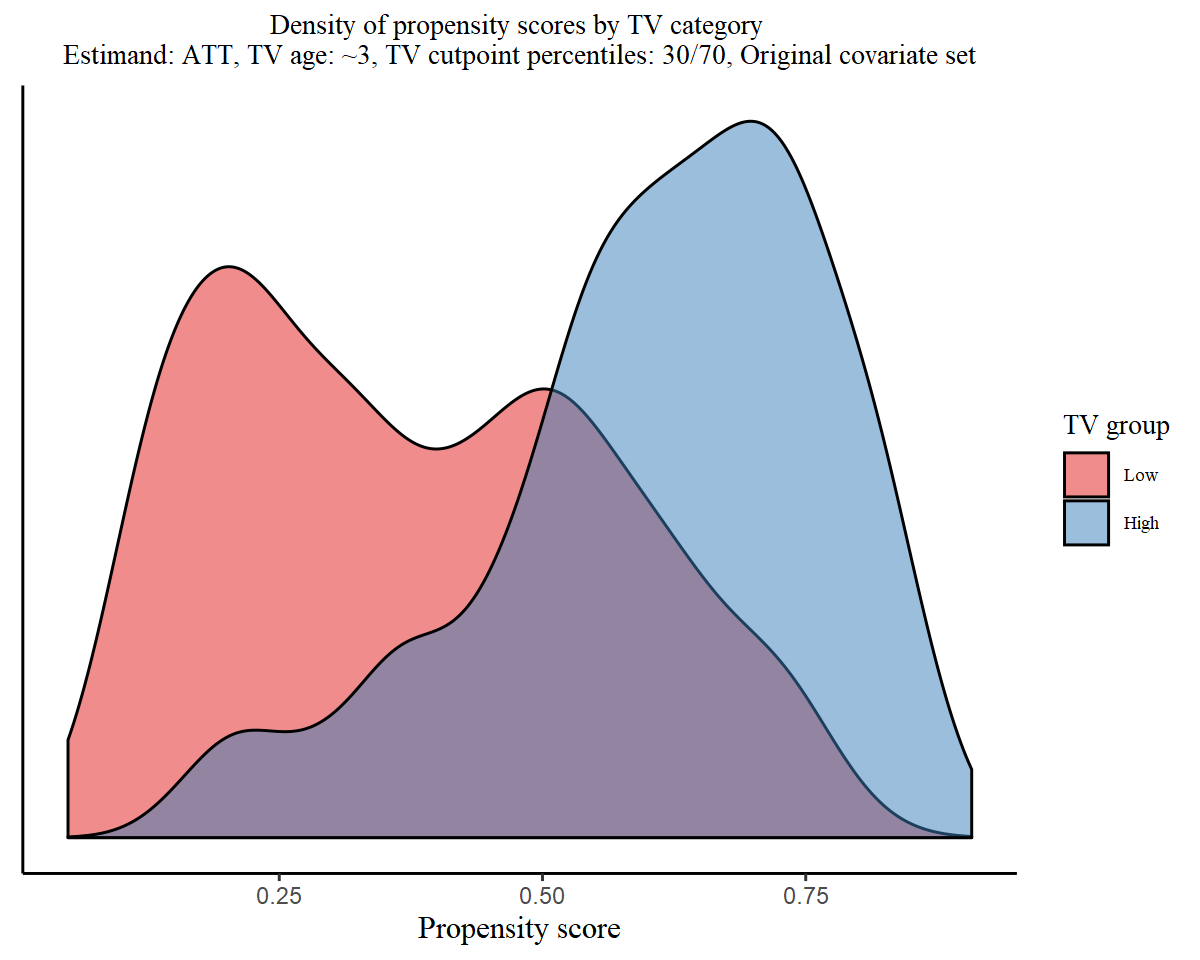 Density of propensity scores by TV category
Estimand: ATT, TV age: ~3, TV cutpoint percentiles: 30/70, Original covariate set
TV group
Low
High
0.25
0.50
0.75
Propensity score